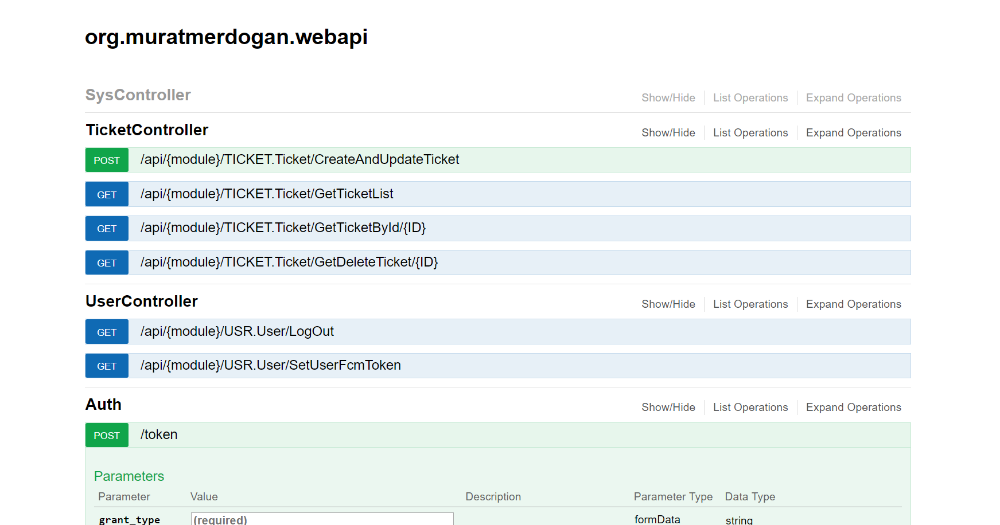 org.muratmerdogan.webapi
SysController Show/Hide List Operations Expand Operations
TicketController Show/Hide List Operations Expand Operations
POST /api/{module}/TICKET.Ticket/CreateAndUpdateTicket
GET /api/{module}/TICKET.Ticket/GetTicketList
GET /api/{module}/TICKET.Ticket/GetTicketById/{ID}
GET /api/{module}/TICKET.Ticket/GetDeleteTicket/{ID}
UserController Show/Hide List Operations Expand Operations
GET /api/{module}/USR.User/LogOut
GET /api/{module}/USR.User/SetUserFcmToken
Auth Show/Hide List Operations Expand Operations
POST /token
Parameters
Parameter Value Description Parameter Type Data Type
grant_type (required) formData string